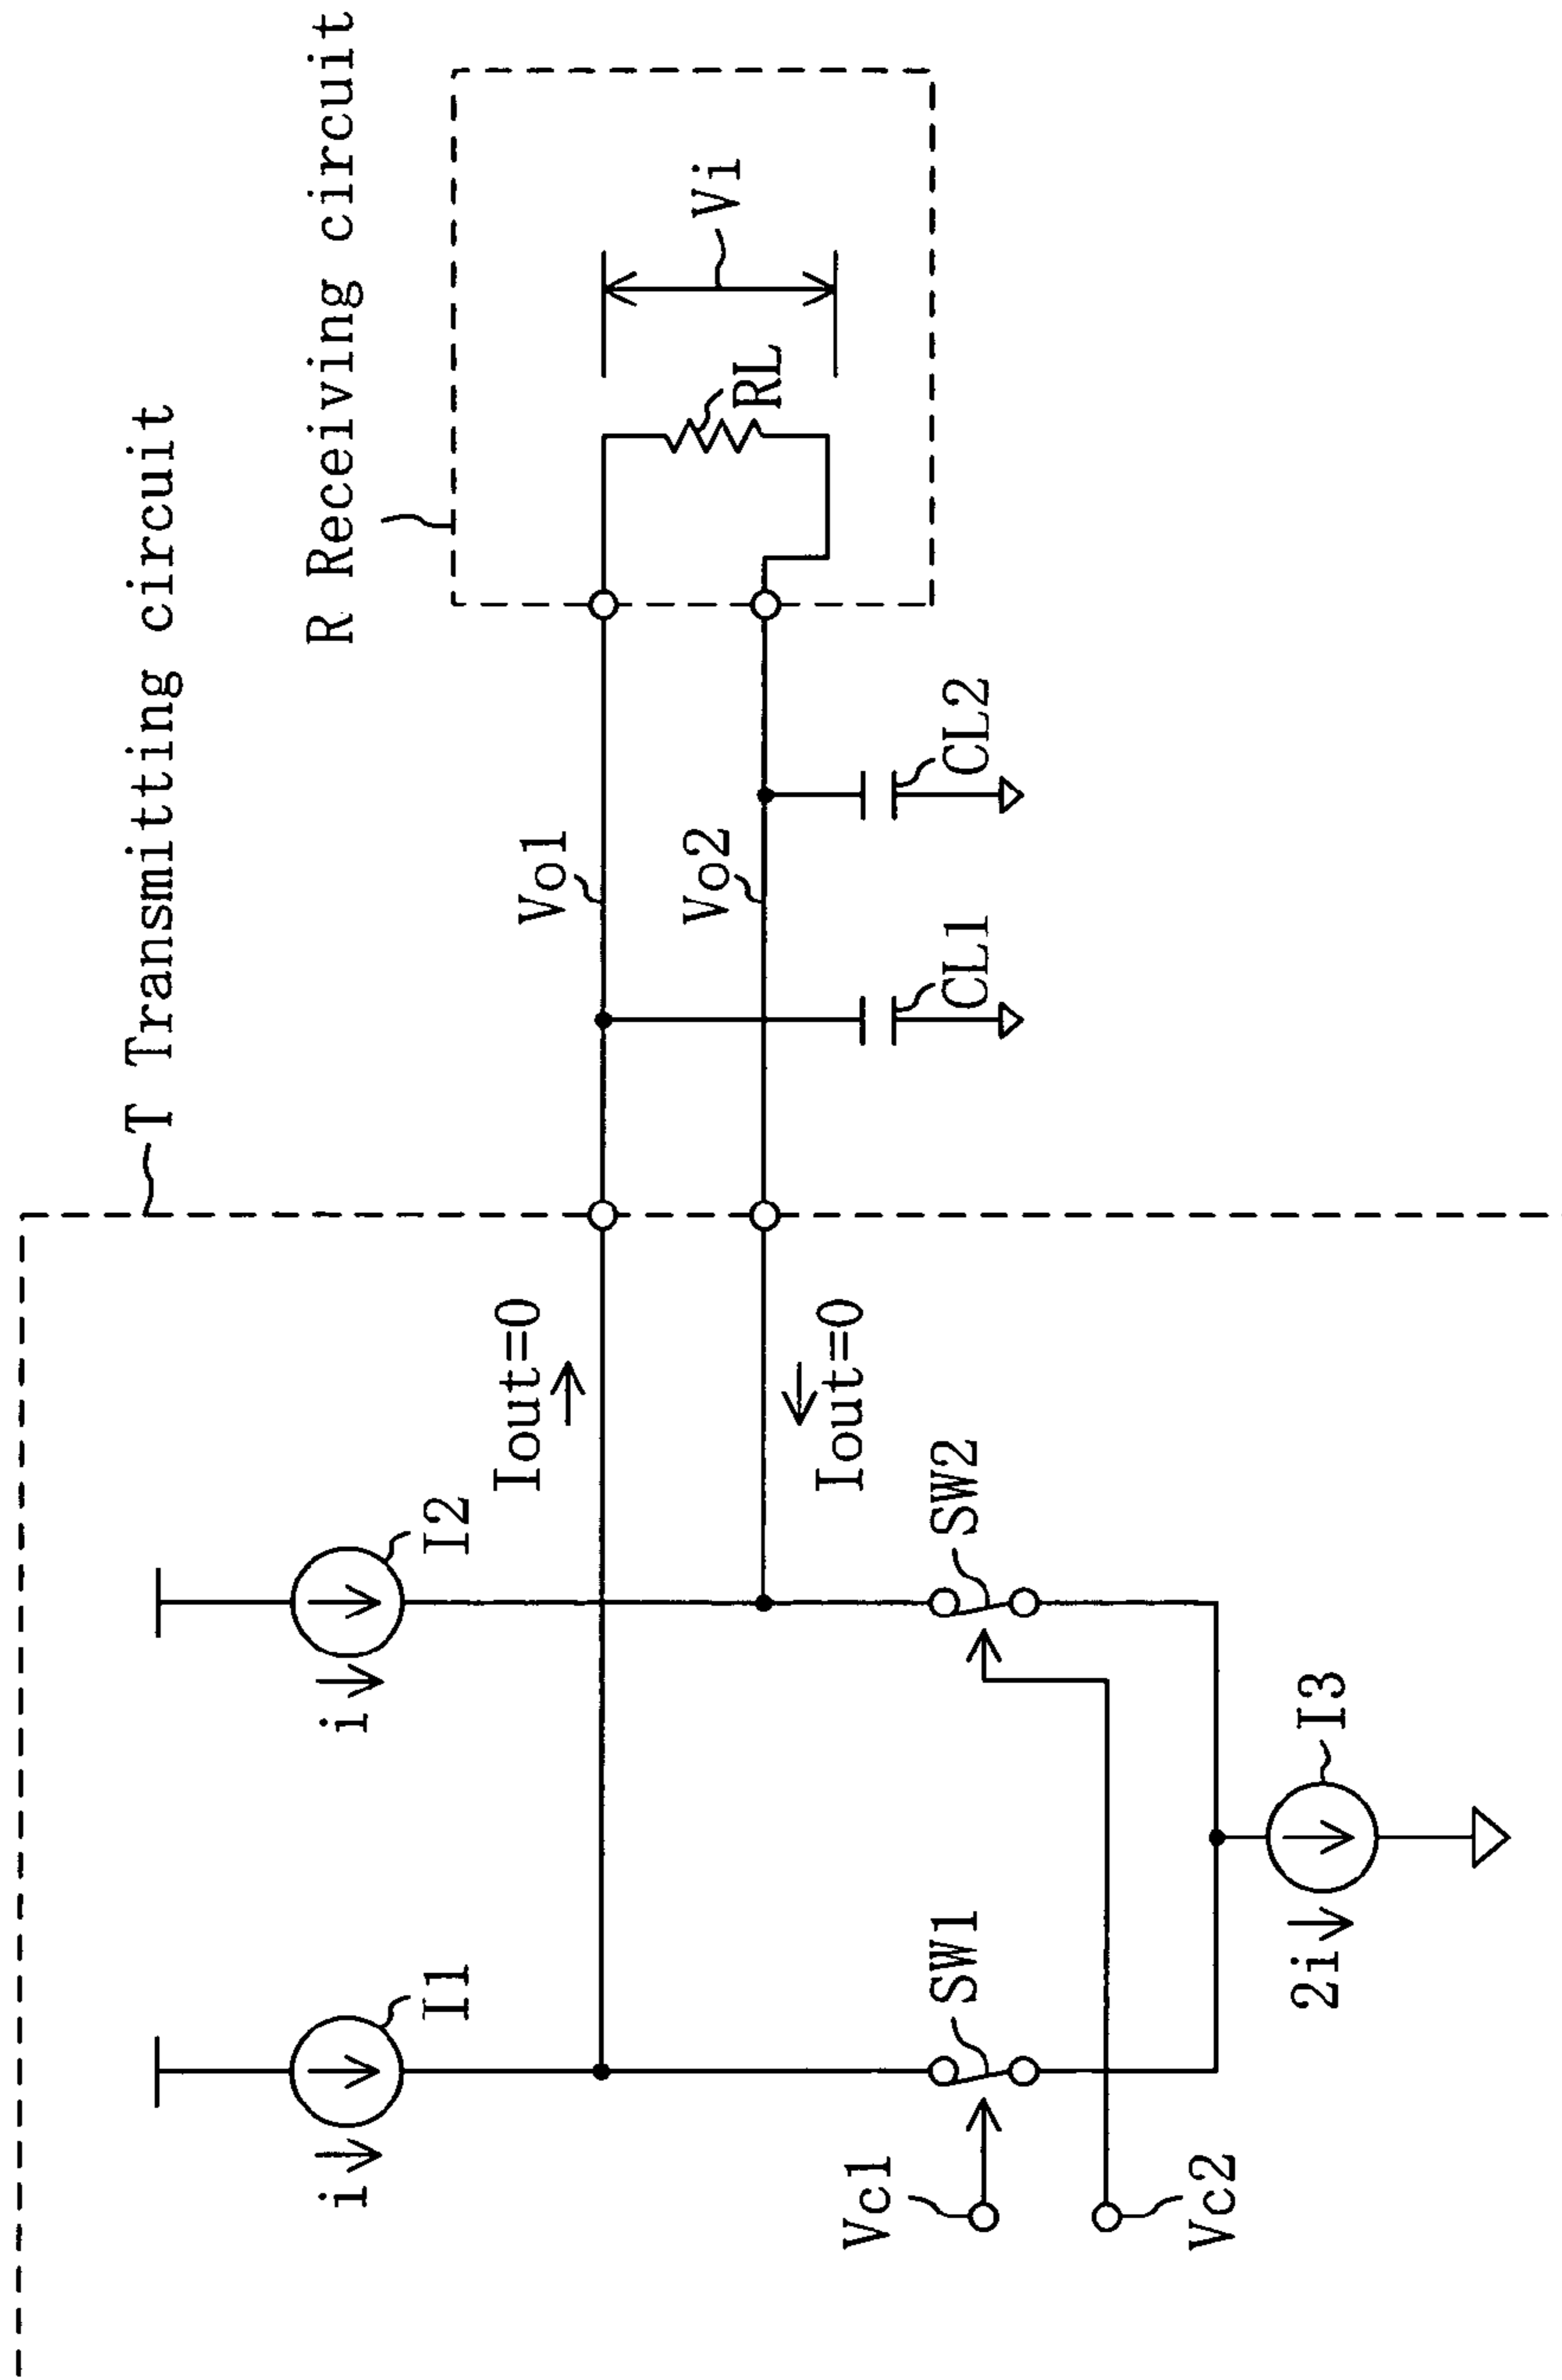 T Transmitting circuit
R Receiving circuit
i
I1
i
I2
Iout=0
Vo1
Vo2
Vi
RL
Iout=0
Vc1
SW1
SW2
CL1
CL2
Vc2
2i
I3